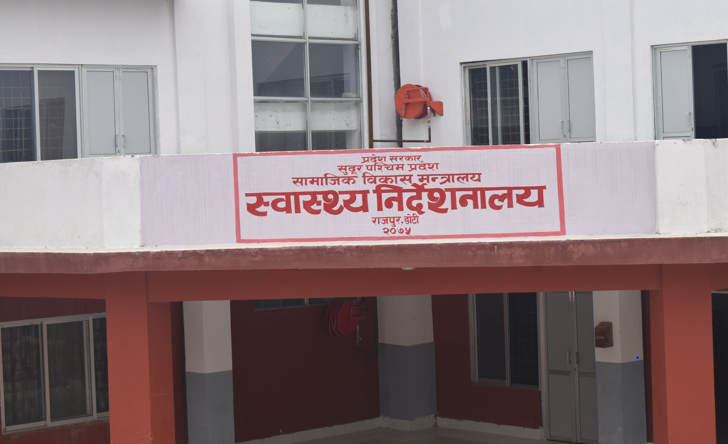 प्रदेश सरकार
सुदूर पश्चिम प्रदेश
सामाजिक विकास मन्त्रालय
स्वास्थ्य निर्देशनालय
राजपुर, डोटी
२०७५